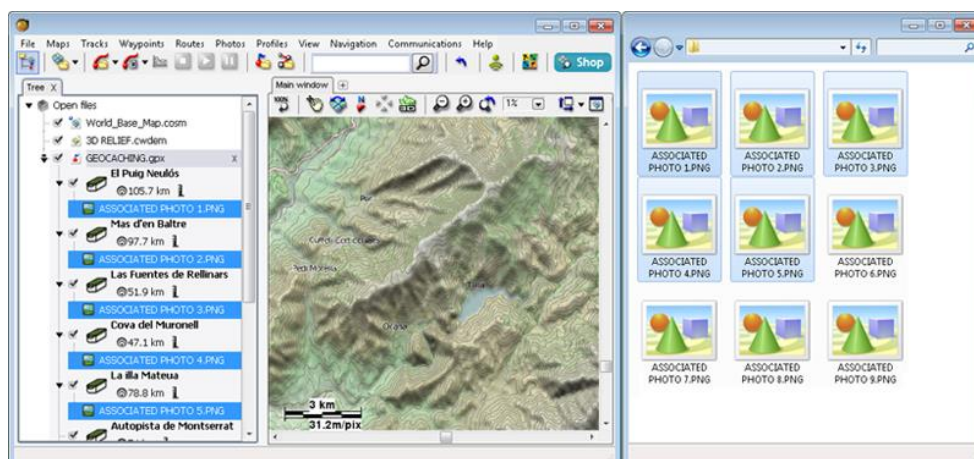 File Maps Tracks Waypoints Routes Photos Profiles View Navigation Communications Help
Shop
Tree X
Open files
World_Base_Map.cosm
3D RELIEF.cwdem
GEOCACHING.gpx X
El Puig Neulós
105.7 km
ASSOCIATED PHOTO 1.PNG
Mas d'en Baltre
97.7 km
ASSOCIATED PHOTO 2.PNG
Las Fuentes de Rellinars
51.9 km
ASSOCIATED PHOTO 3.PNG
Cova del Muronell
47.1 km
ASSOCIATED PHOTO 4.PNG
La illa Mateua
78.8 km
ASSOCIATED PHOTO 5.PNG
Autopista de Montserrat
Main window
100%
1%
3 km
31.2m/pix
ASSOCIATED
PHOTO 1.PNG
ASSOCIATED
PHOTO 2.PNG
ASSOCIATED
PHOTO 3.PNG
ASSOCIATED
PHOTO 4.PNG
ASSOCIATED
PHOTO 5.PNG
ASSOCIATED
PHOTO 6.PNG
ASSOCIATED
PHOTO 7.PNG
ASSOCIATED
PHOTO 8.PNG
ASSOCIATED
PHOTO 9.PNG